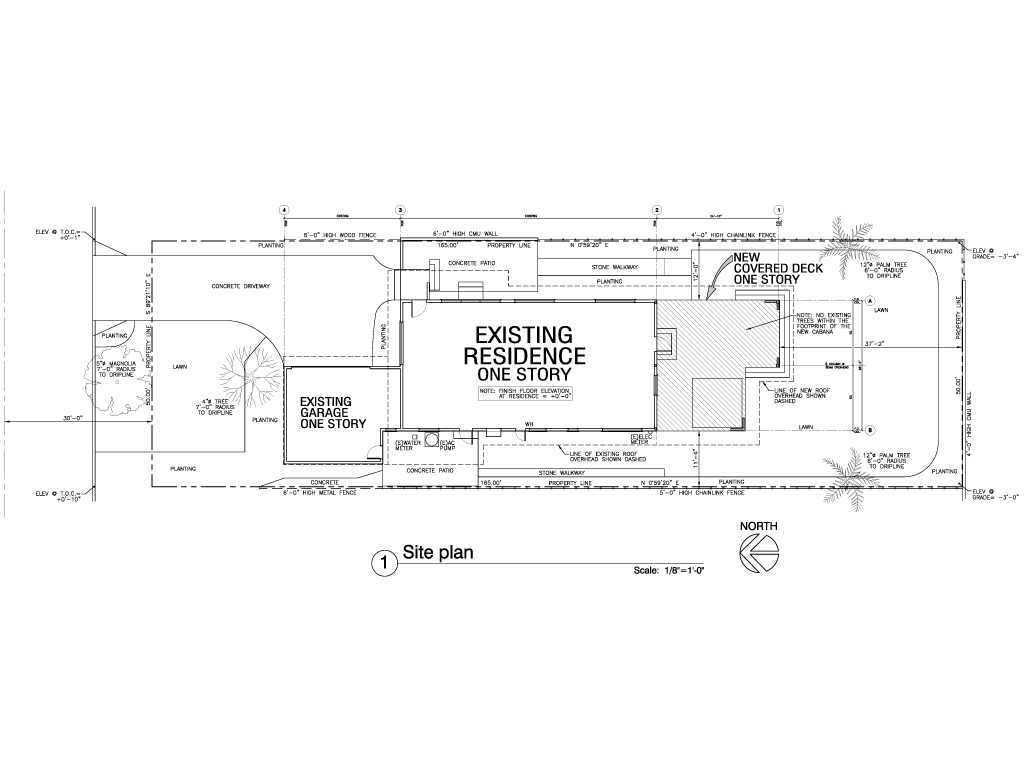 4
3
2
1
EXISTING
EXISTING
ELEV @ T.O.C.=
+0'-1"
6'-0" HIGH WOOD FENCE
6'-0" HIGH CMU WALL
4'-0" HIGH CHAINLINK FENCE
PLANTING
165.00'
PROPERTY LINE
N 0°59'20" E
PLANTING
PLANTING
ELEV @
GRADE= -3'-4"
CONCRETE PATIO
STONE WALKWAY
12'-0"
NEW
COVERED DECK
ONE STORY
12"ø PALM TREE
6'-0" RADIUS
TO DRIPLINE
PLANTING
CONCRETE DRIVEWAY
S 89°21'10"
PROPERTY LINE
50.00'
A
LAWN
NOTE: NO EXISTING
TREES WITHIN THE
FOOTPRINT OF THE
NEW CABANA
PROPERTY LINE
50.00'
4'-0" HIGH CMU WALL
37'-2"
PLANTING
PLANTING
EXISTING
RESIDENCE
ONE STORY
NOTE: FINISH FLOOR ELEVATION
AT RESIDENCE = +0'-0"
5"ø MAGNOLIA
7'-0" RADIUS
TO DRIPLINE
LAWN
4"ø TREE
7'-0" RADIUS
TO DRIPLINE
PLANTING
EXISTING
GARAGE
ONE STORY
LINE OF NEW ROOF
OVERHEAD SHOWN
DASHED
30'-0"
WH
LAWN
B
(E)WATER
METER
(E)AC
PUMP
(E)ELEC
METER
LINE OF EXISTING ROOF
OVERHEAD SHOWN DASHED
11'-4"
12"ø PALM TREE
6'-0" RADIUS
TO DRIPLINE
PLANTING
CONCRETE PATIO
STONE WALKWAY
PLANTING
CONCRETE
165.00'
PROPERTY LINE
N 0°59'20" E
PLANTING
ELEV @ T.O.C.=
+0'-10"
6'-0" HIGH METAL FENCE
5'-0" HIGH CHAINLINK FENCE
ELEV @
GRADE= -3'-0"
NORTH
1
Site plan
Scale: 1/8"=1'-0"